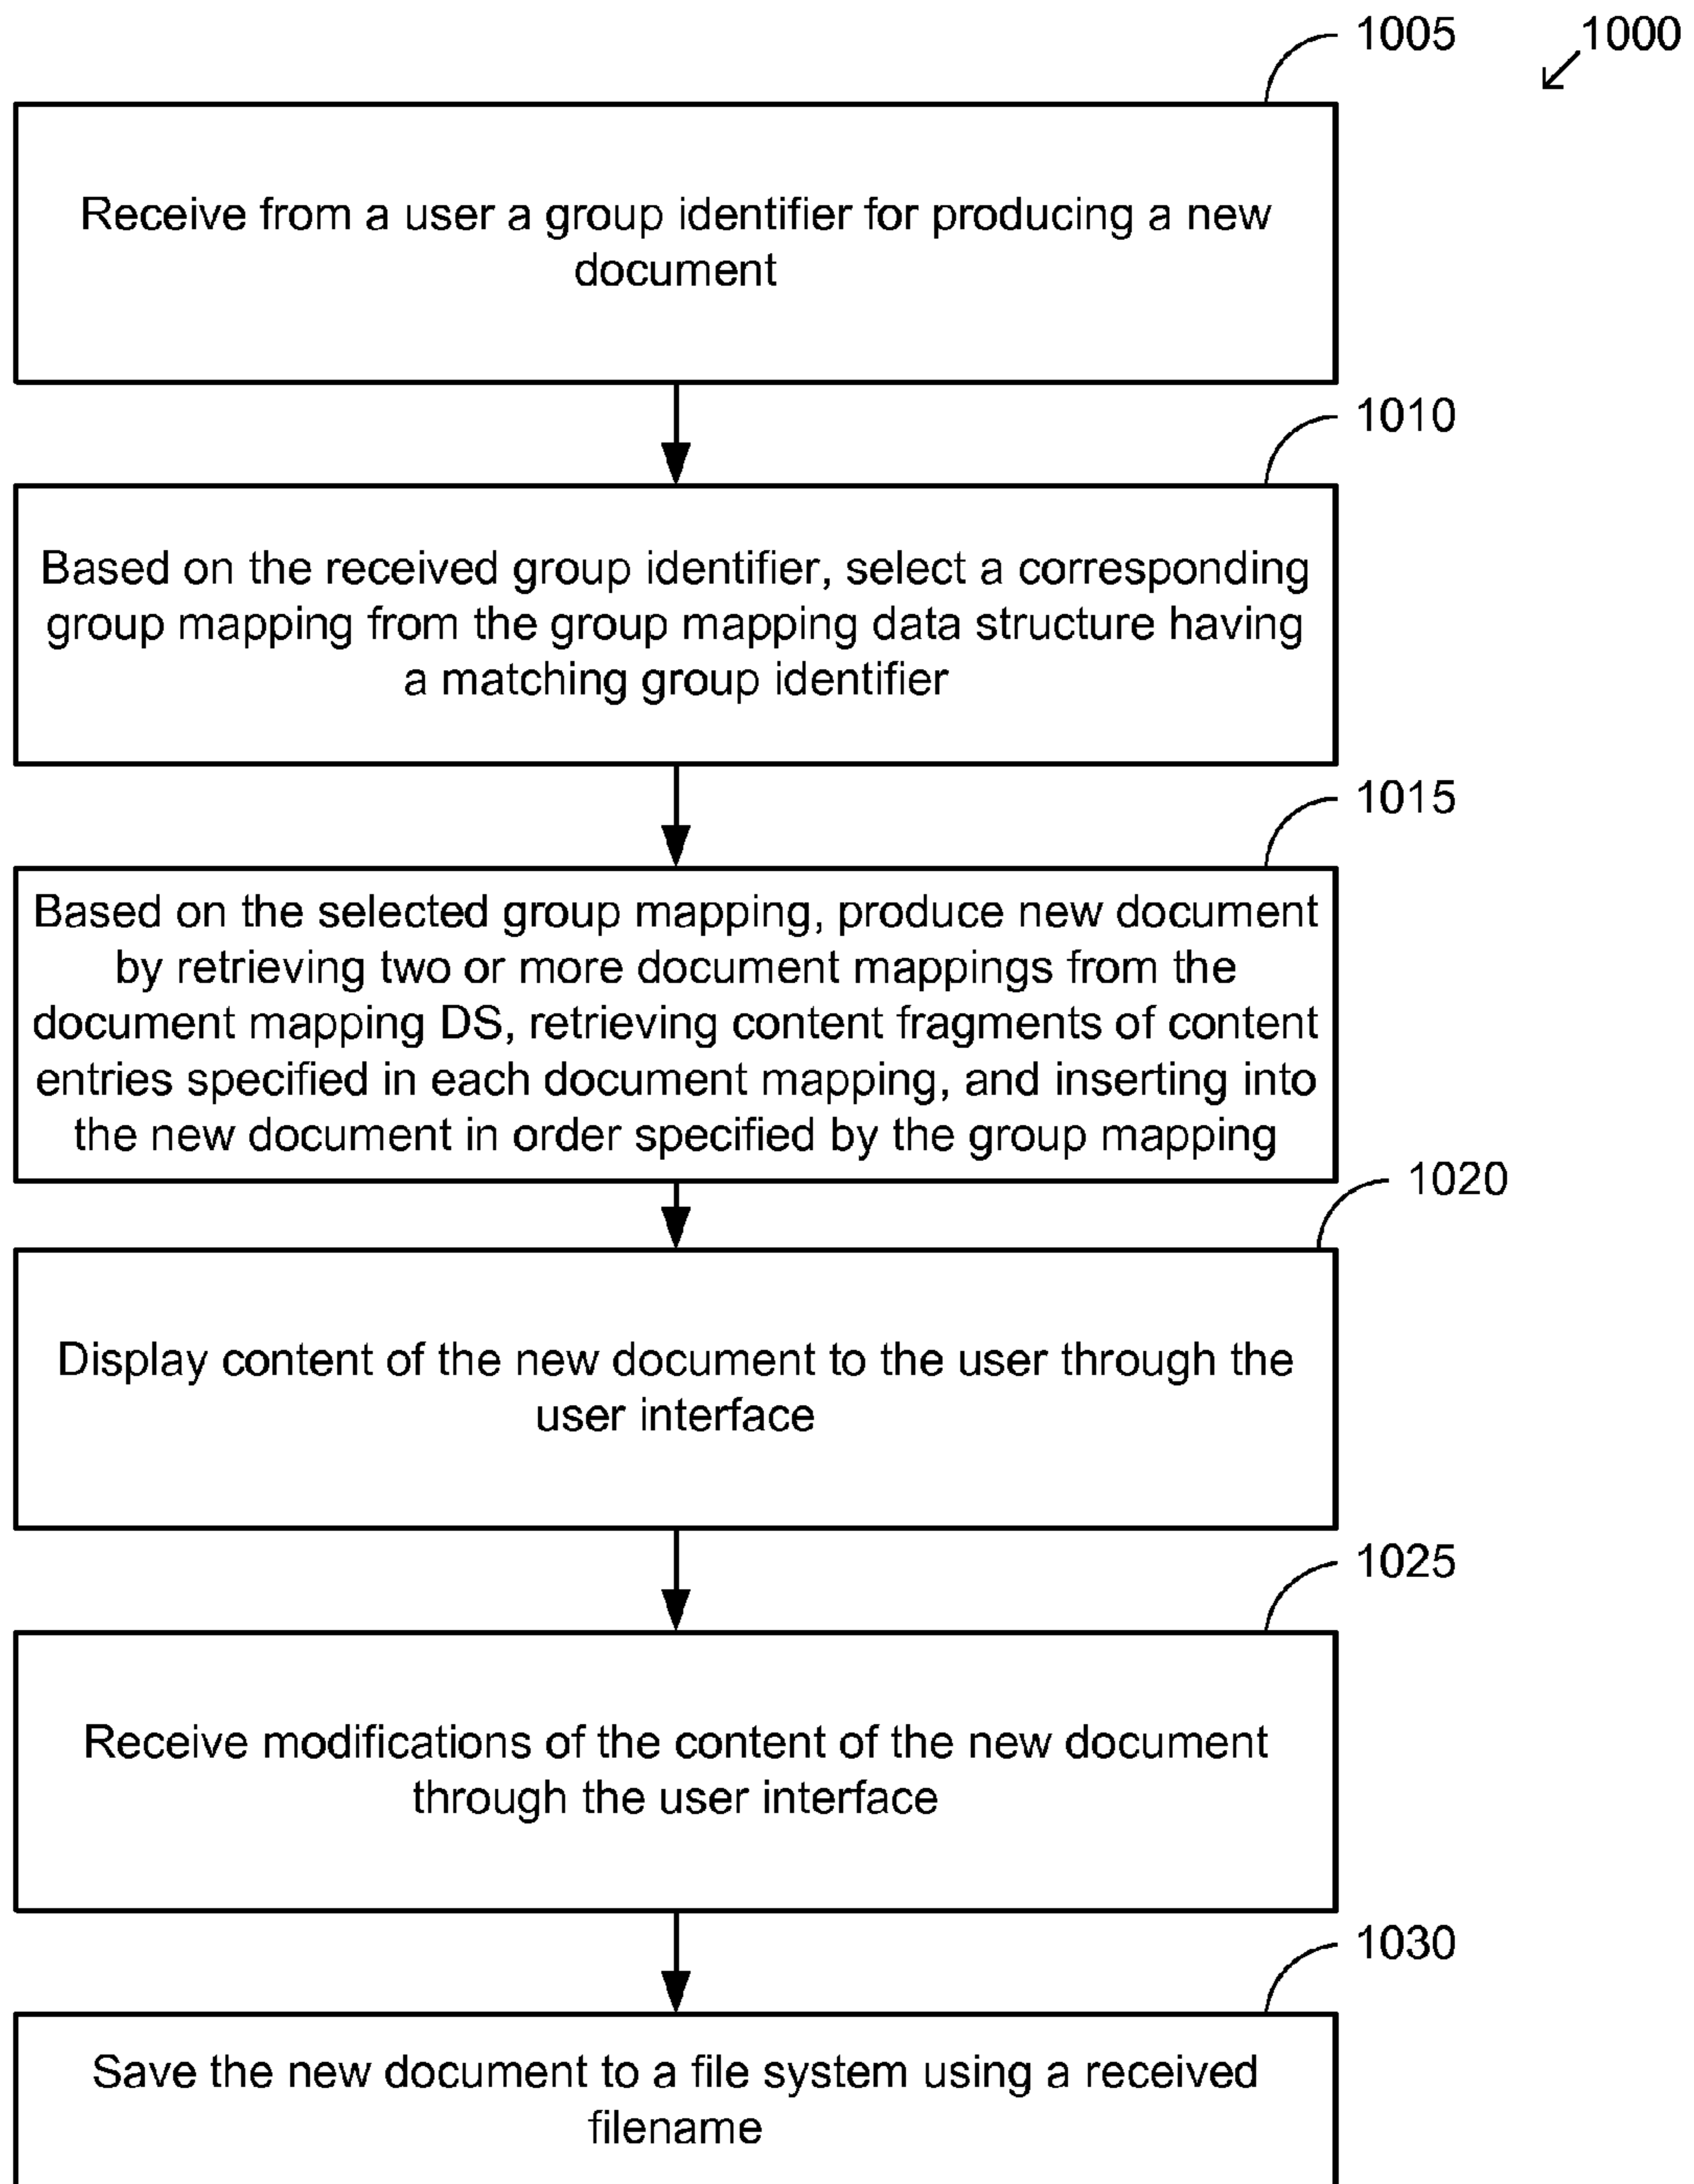 1000
1005
Receive from a user a group identifier for producing a new
document
1010
Based on the received group identifier, select a corresponding
group mapping from the group mapping data structure having
a matching group identifier
1015
Based on the selected group mapping, produce new document
by retrieving two or more document mappings from the
document mapping DS, retrieving content fragments of content
entries specified in each document mapping, and inserting into
the new document in order specified by the group mapping
1020
Display content of the new document to the user through the
user interface
1025
Receive modifications of the content of the new document
through the user interface
1030
Save the new document to a file system using a received
filename